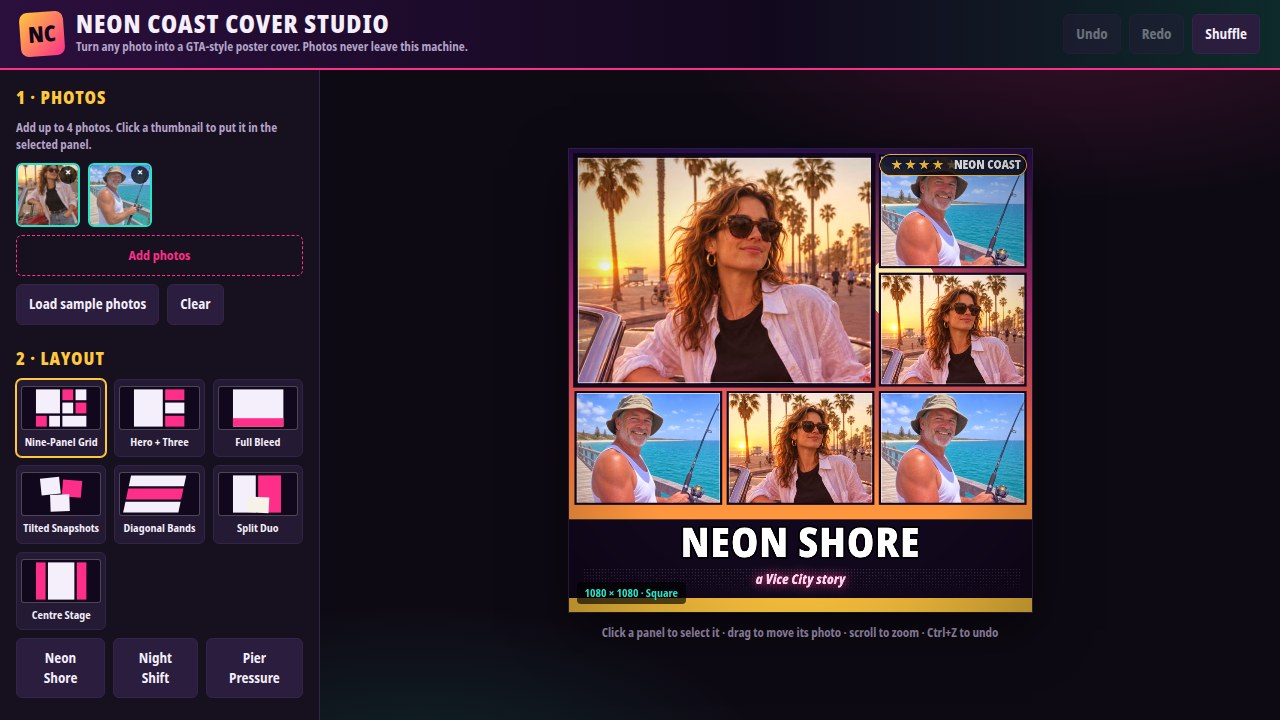 NC
NEON COAST COVER STUDIO
Turn any photo into a GTA-style poster cover. Photos never leave this machine.
Undo
Redo
Shuffle
1 · PHOTOS
Add up to 4 photos. Click a thumbnail to put it in the
selected panel.
Add photos
Load sample photos
Clear
2 · LAYOUT
Nine-Panel Grid
Hero + Three
Full Bleed
Tilted Snapshots
Diagonal Bands
Split Duo
Centre Stage
Neon
Shore
Night
Shift
Pier
Pressure
★★★★ NEON COAST
NEON SHORE
a Vice City story
1080 × 1080 · Square
Click a panel to select it · drag to move its photo · scroll to zoom · Ctrl+Z to undo